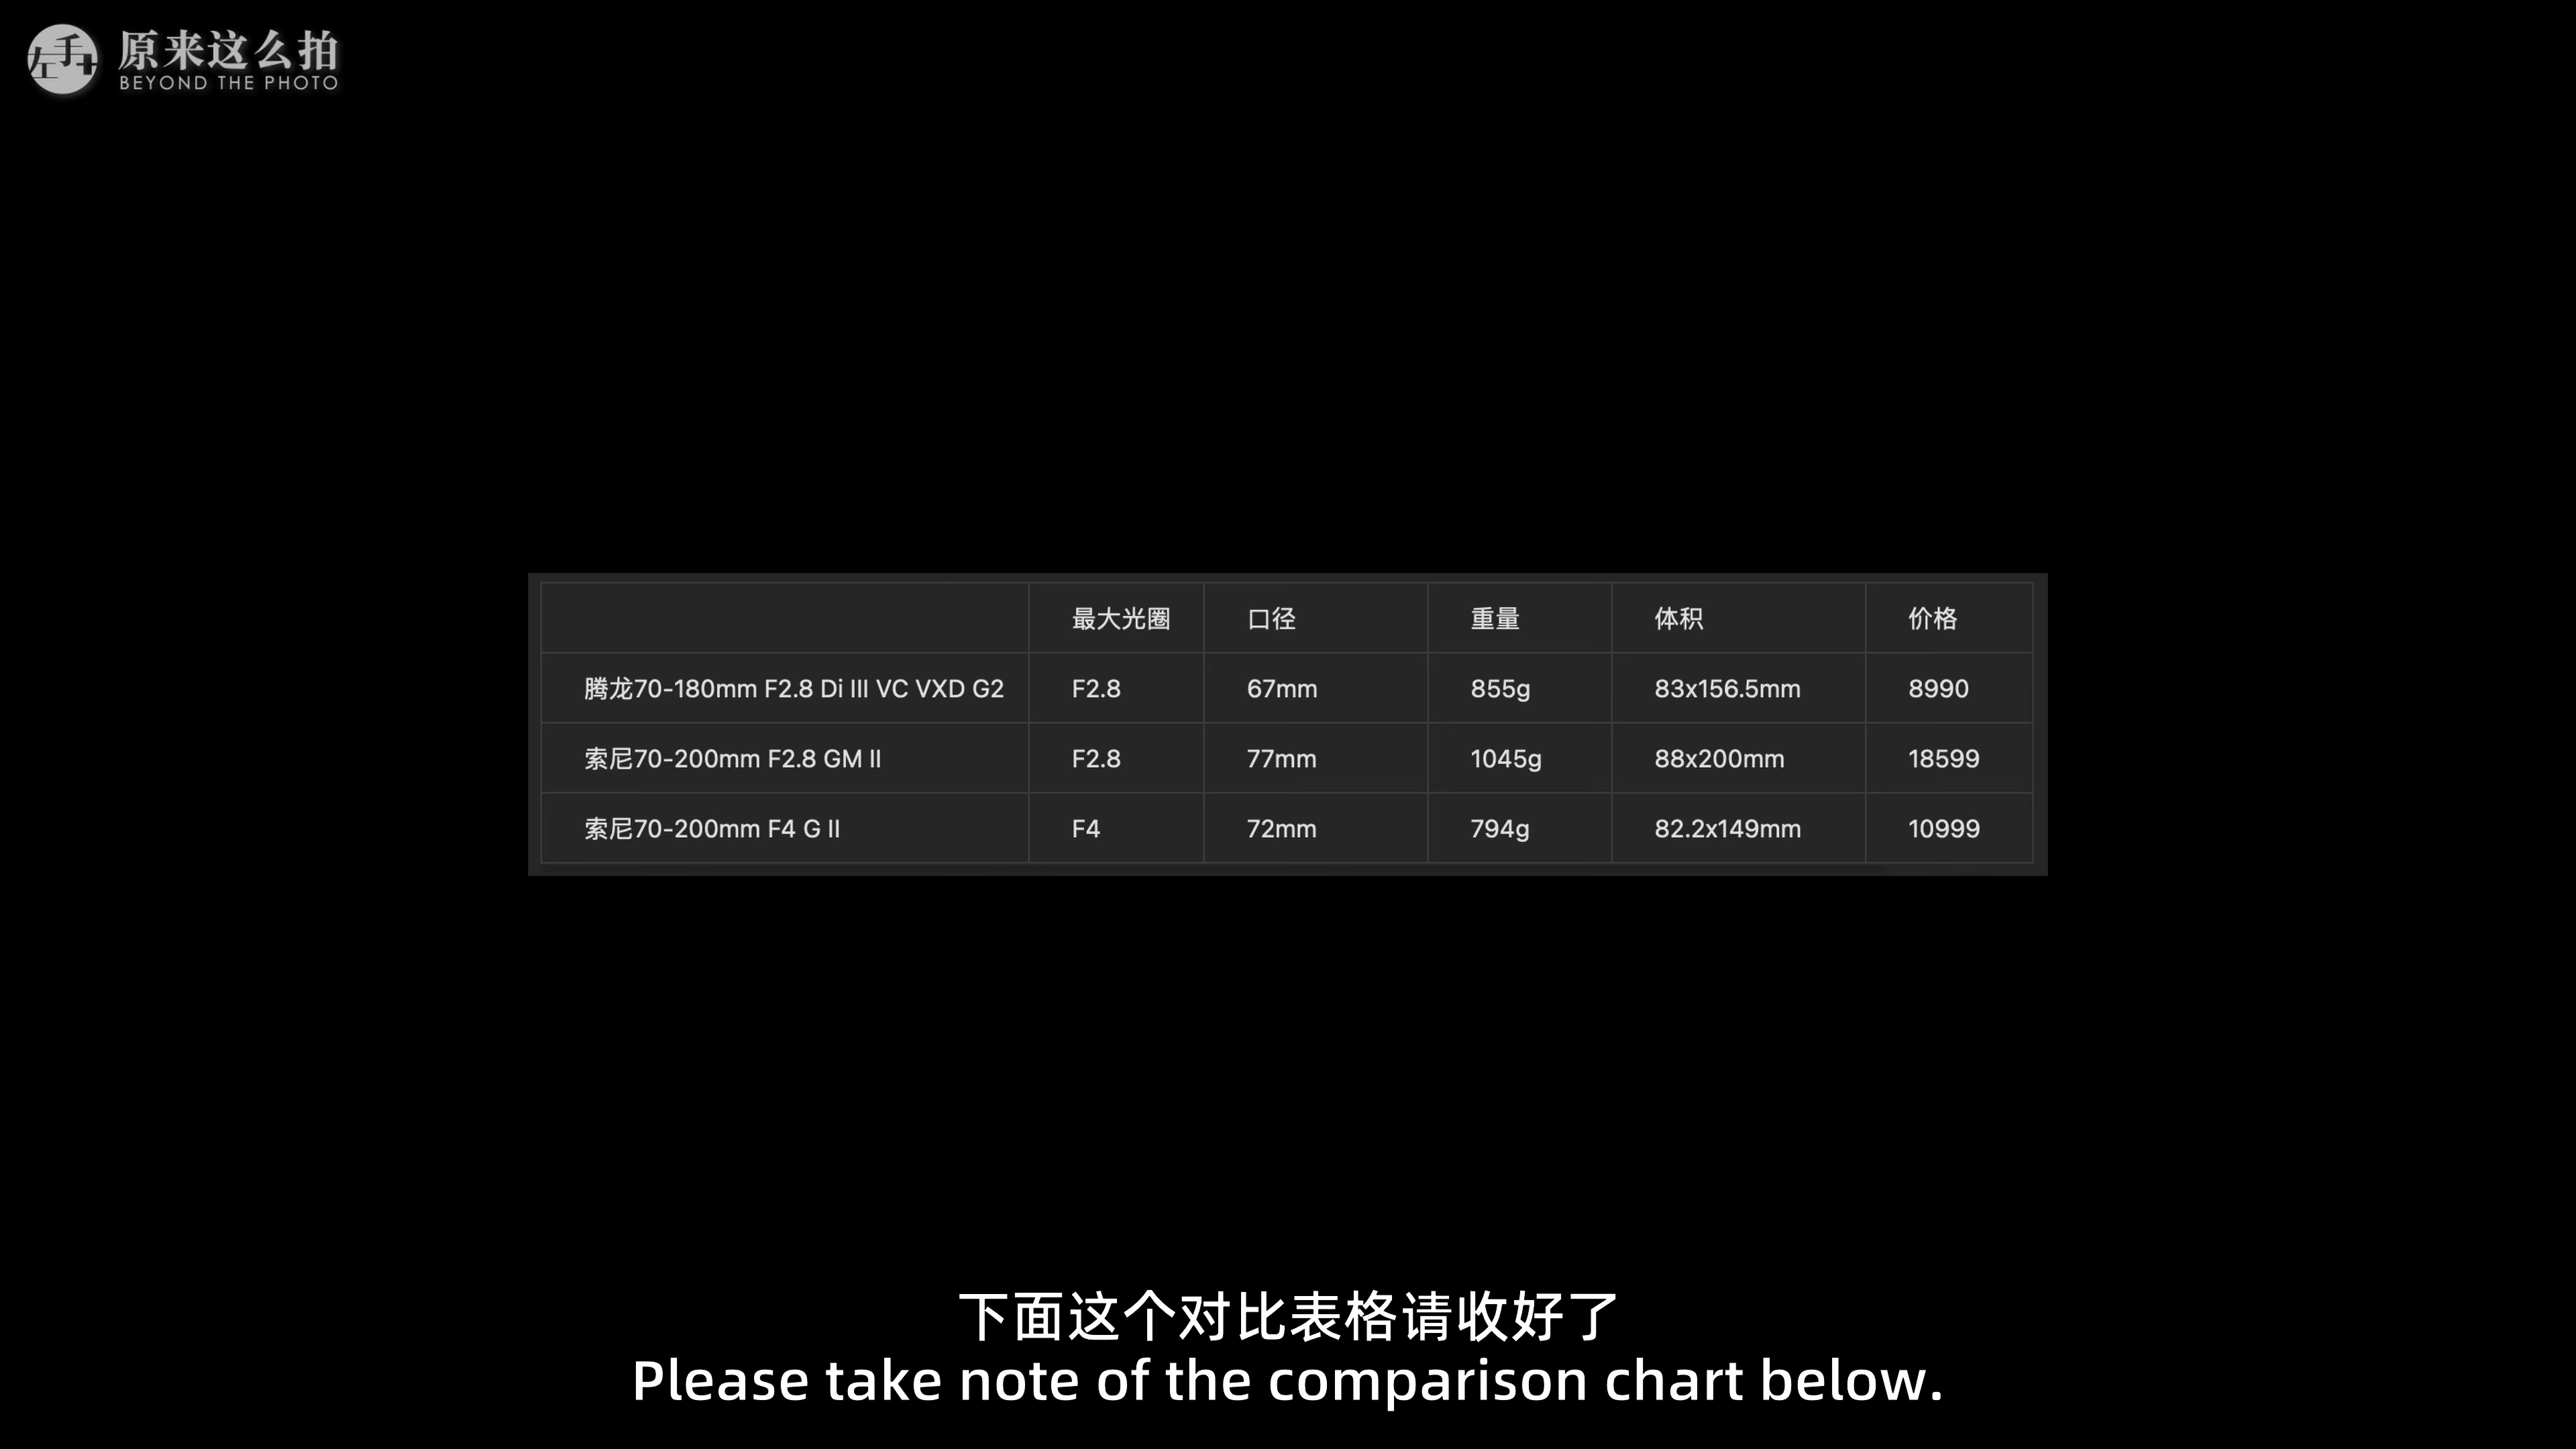 左手+
原来这么拍
BEYOND THE PHOTO
最大光圈 口径 重量 体积 价格
腾龙70-180mm F2.8 Di III VC VXD G2 F2.8 67mm 855g 83x156.5mm 8990
索尼70-200mm F2.8 GM II F2.8 77mm 1045g 88x200mm 18599
索尼70-200mm F4 G II F4 72mm 794g 82.2x149mm 10999
下面这个对比表格请收好了
Please take note of the comparison chart below.